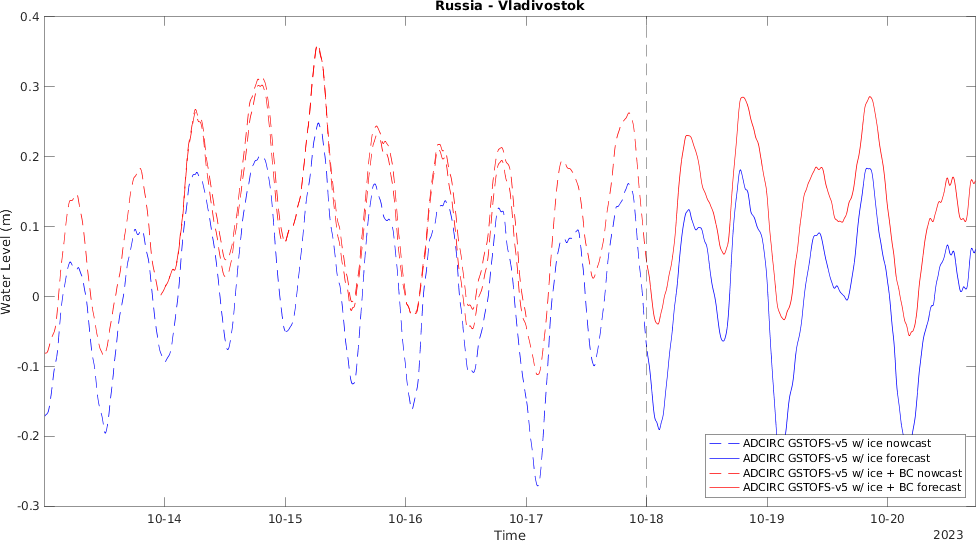 Russia - Vladivostok
0.4
0.3
0.2
0.1
0
-0.1
-0.2
-0.3
Water Level (m)
10-14 10-15 10-16 10-17 10-18 10-19 10-20
Time
2023
ADCIRC GSTOFS-v5 w/ ice nowcast
ADCIRC GSTOFS-v5 w/ ice forecast
ADCIRC GSTOFS-v5 w/ ice + BC nowcast
ADCIRC GSTOFS-v5 w/ ice + BC forecast